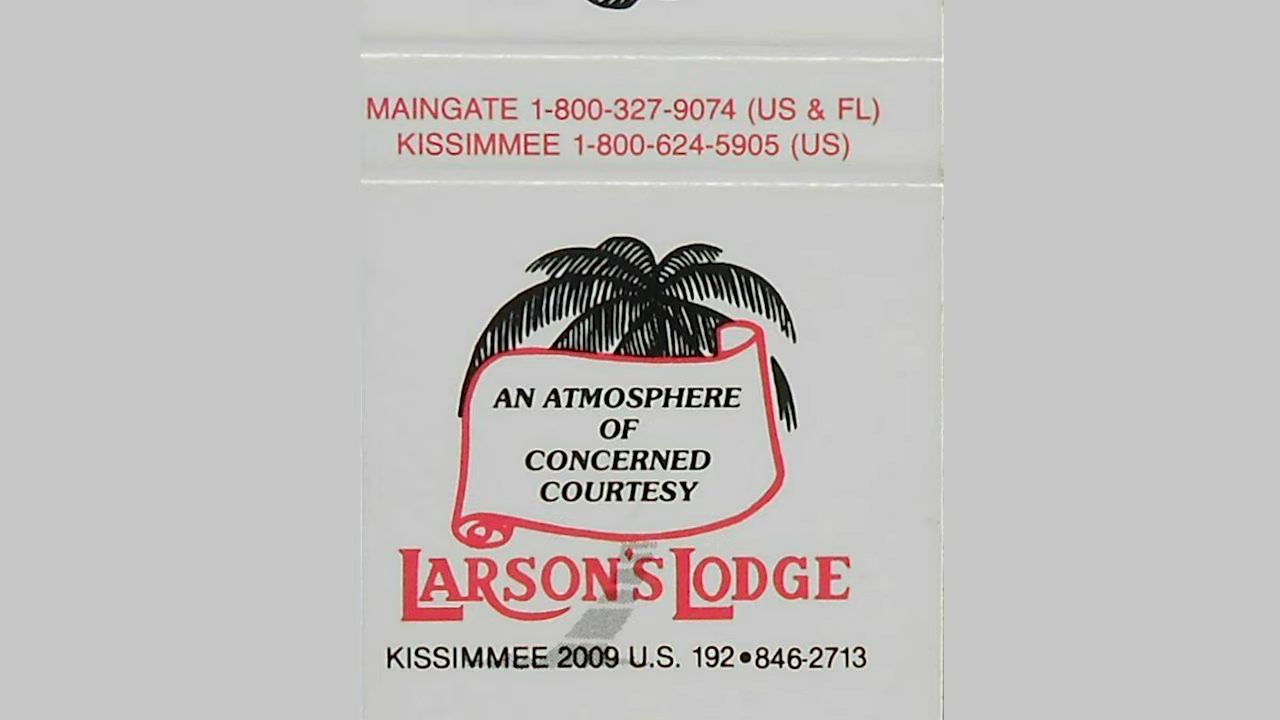 MAINGATE 1-800-327-9074 (US & FL)
KISSIMMEE 1-800-624-5905 (US)
AN ATMOSPHERE
OF
CONCERNED
COURTESY
LARSON'S LODGE
KISSIMMEE 2009 U.S. 192•846-2713